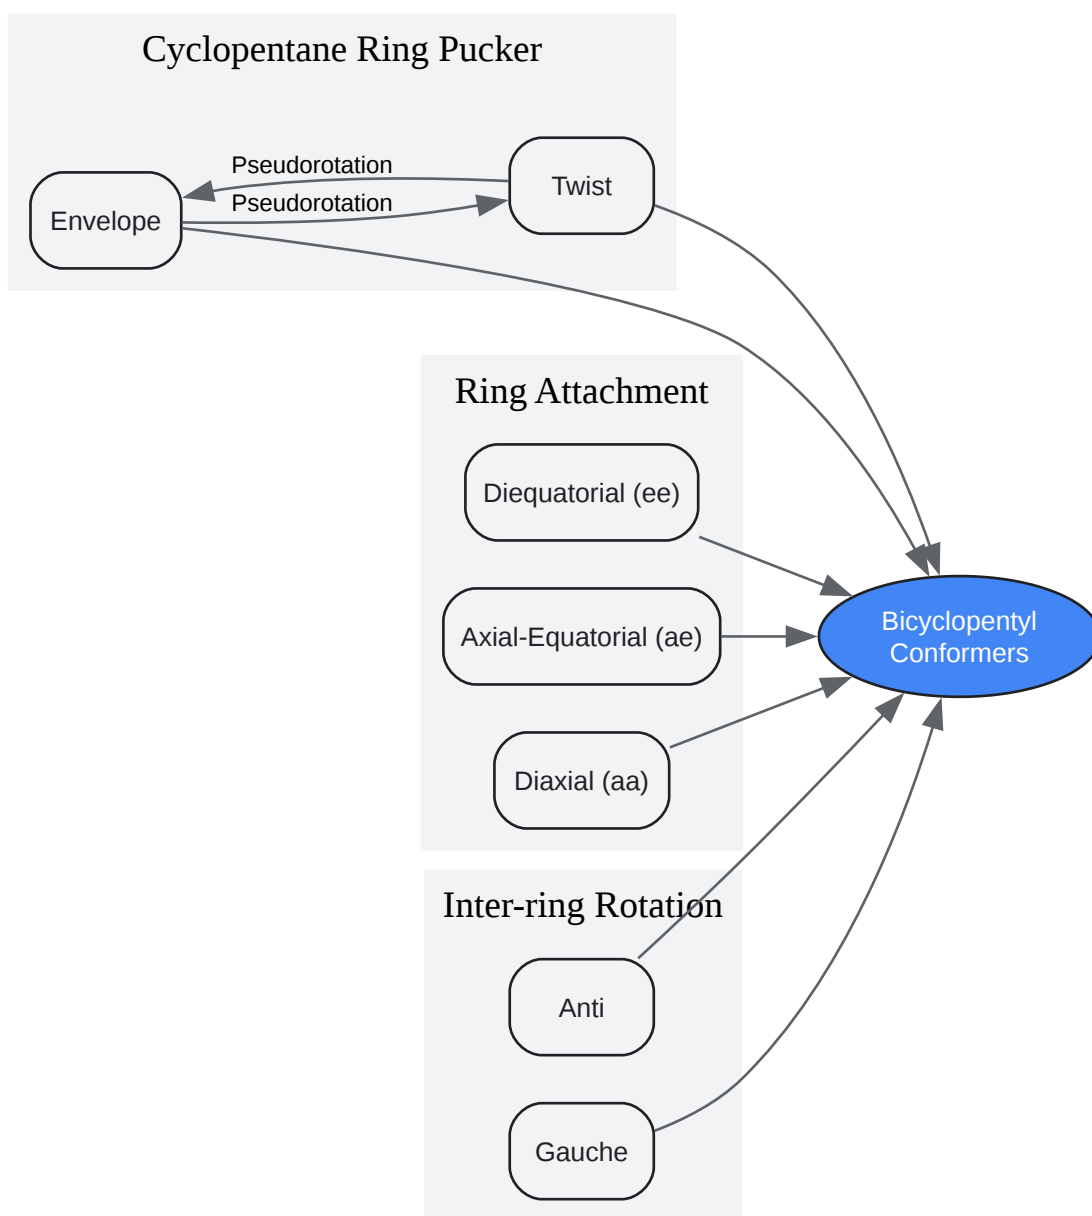 Cyclopentane Ring Pucker
Pseudorotation
Twist
Envelope
Pseudorotation
Ring Attachment
Diequatorial (ee)
Axial-Equatorial (ae)
Diaxial (aa)
Bicyclopentyl
Conformers
Inter-ring Rotation
Anti
Gauche